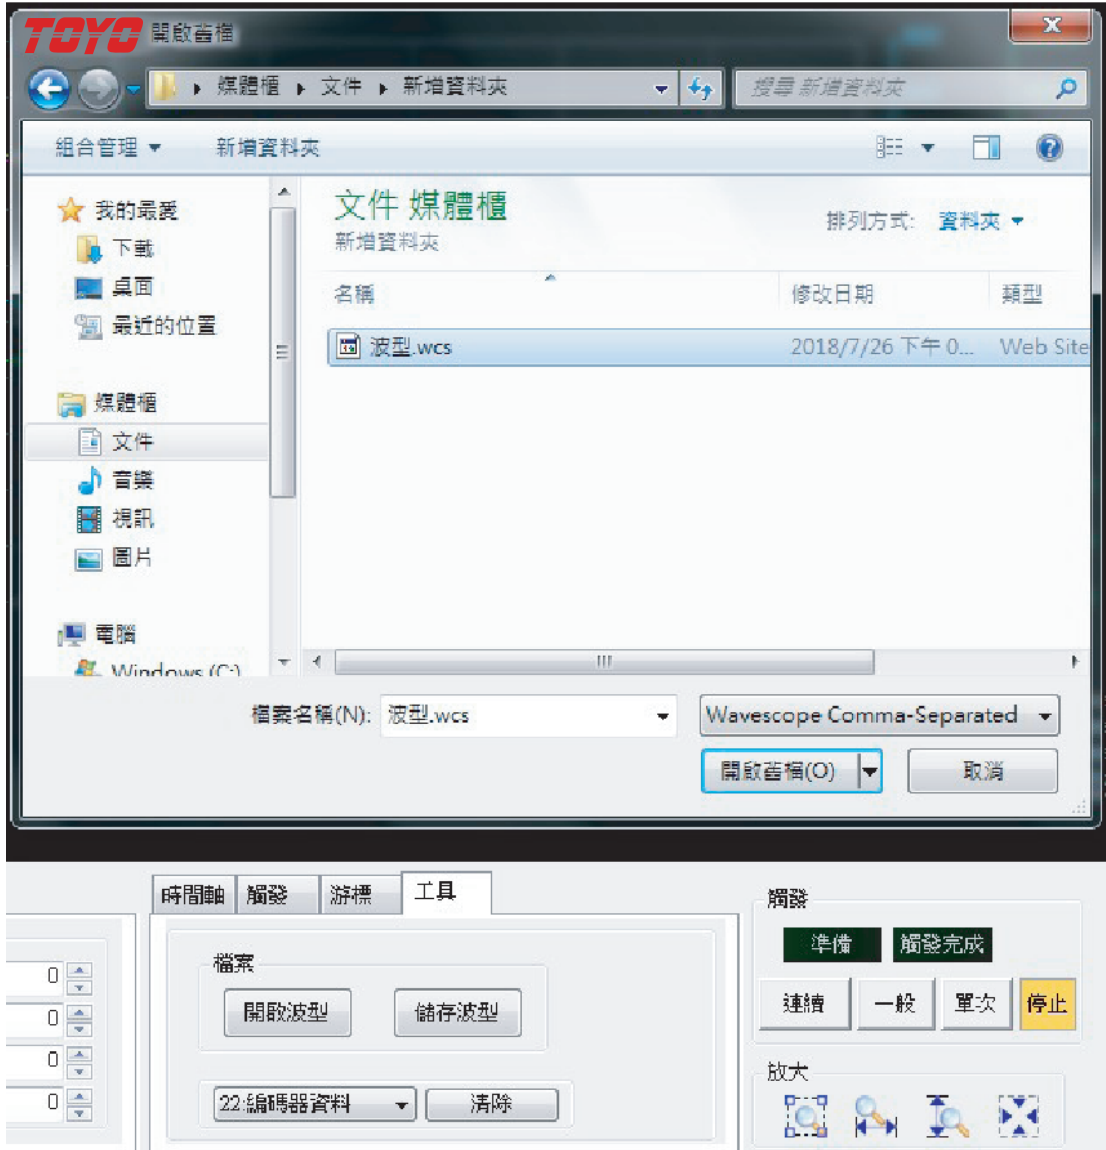 TOYO 開啟舊檔
媒體櫃 ▸ 文件 ▸ 新增資料夾
搜尋 新增資料夾
組合管理 新增資料夾
我的最愛
下載
桌面
最近的位置
媒體櫃
文件
音樂
視訊
圖片
電腦
Windows (C:)
文件 媒體櫃
新增資料夾
排列方式: 資料夾
名稱 修改日期 類型
波型.wcs 2018/7/26 下午 0... Web Site
檔案名稱(N): 波型.wcs Wavescope Comma-Separated
開啟舊檔(O) 取消
時間軸 觸發 游標 工具
0
0
0
0
檔案
開啟波型 儲存波型
22:編碼器資料 清除
觸發
準備 觸發完成
連續 一般 單次 停止
放大